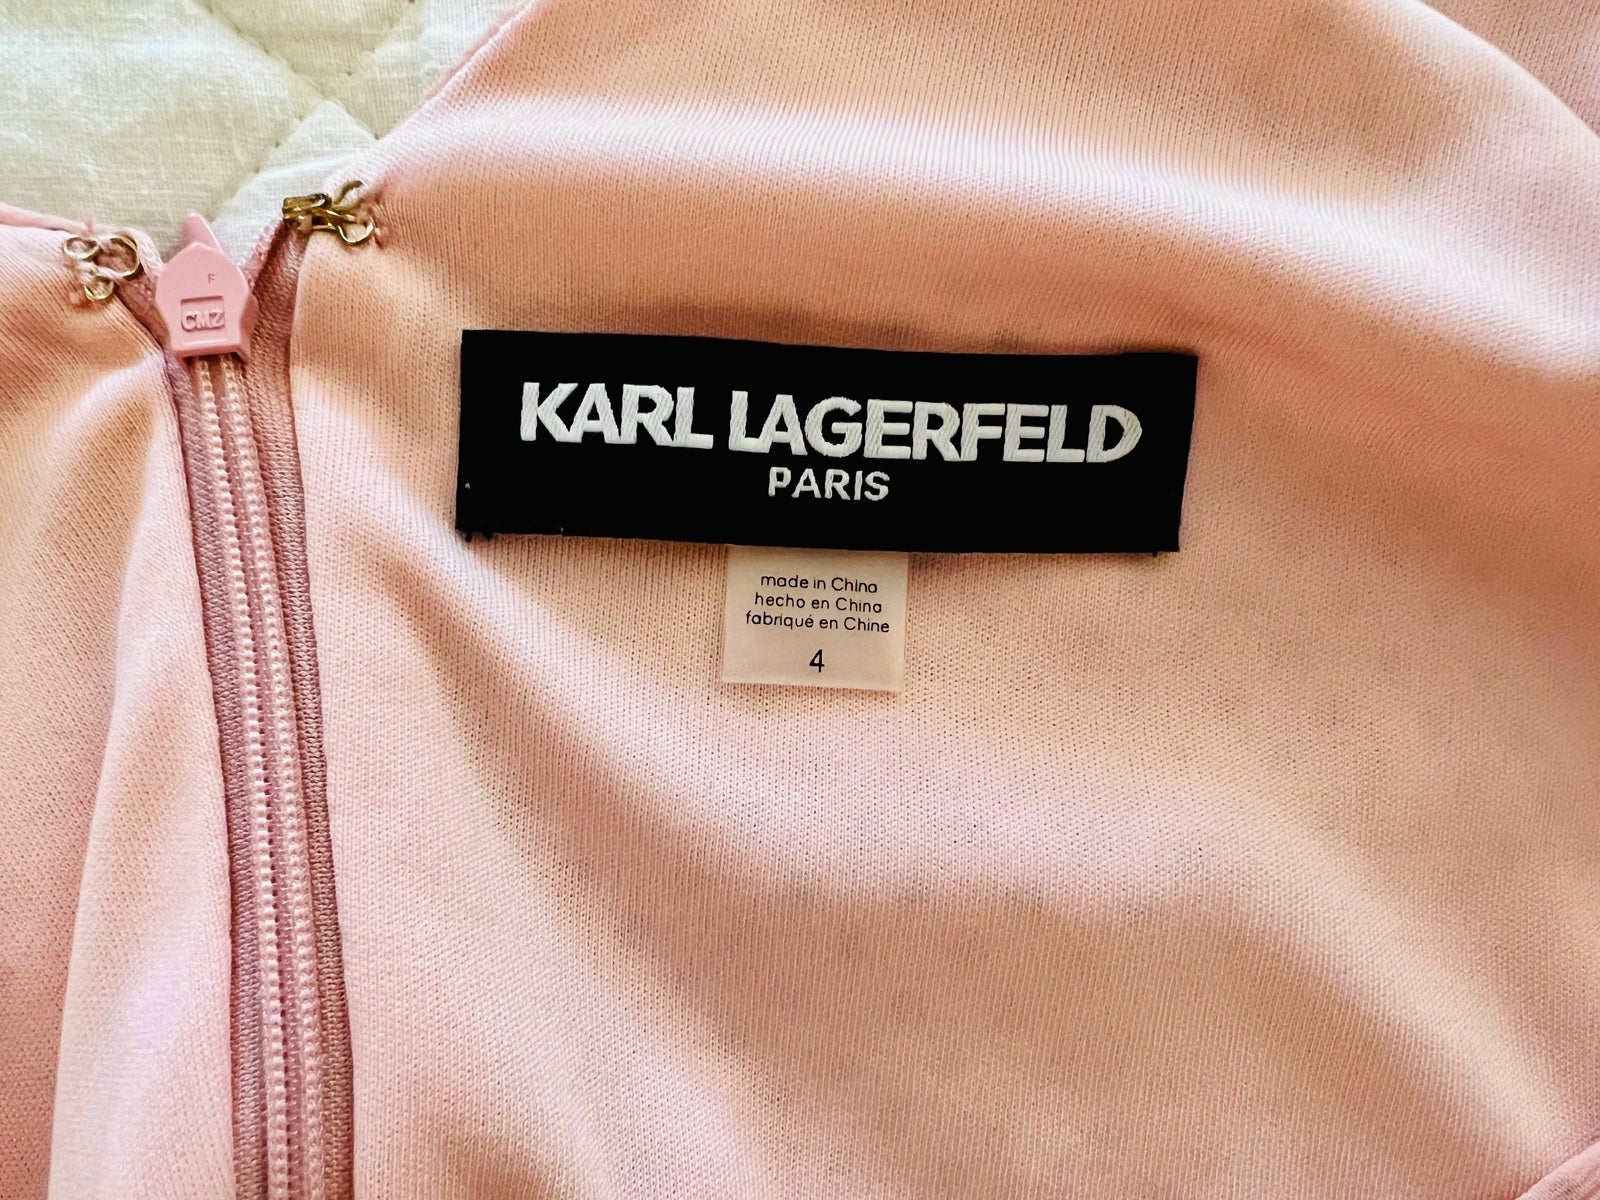 F
CMZ
KARL LAGERFELD
PARIS
made in China
hecho en China
fabriqué en Chine
4